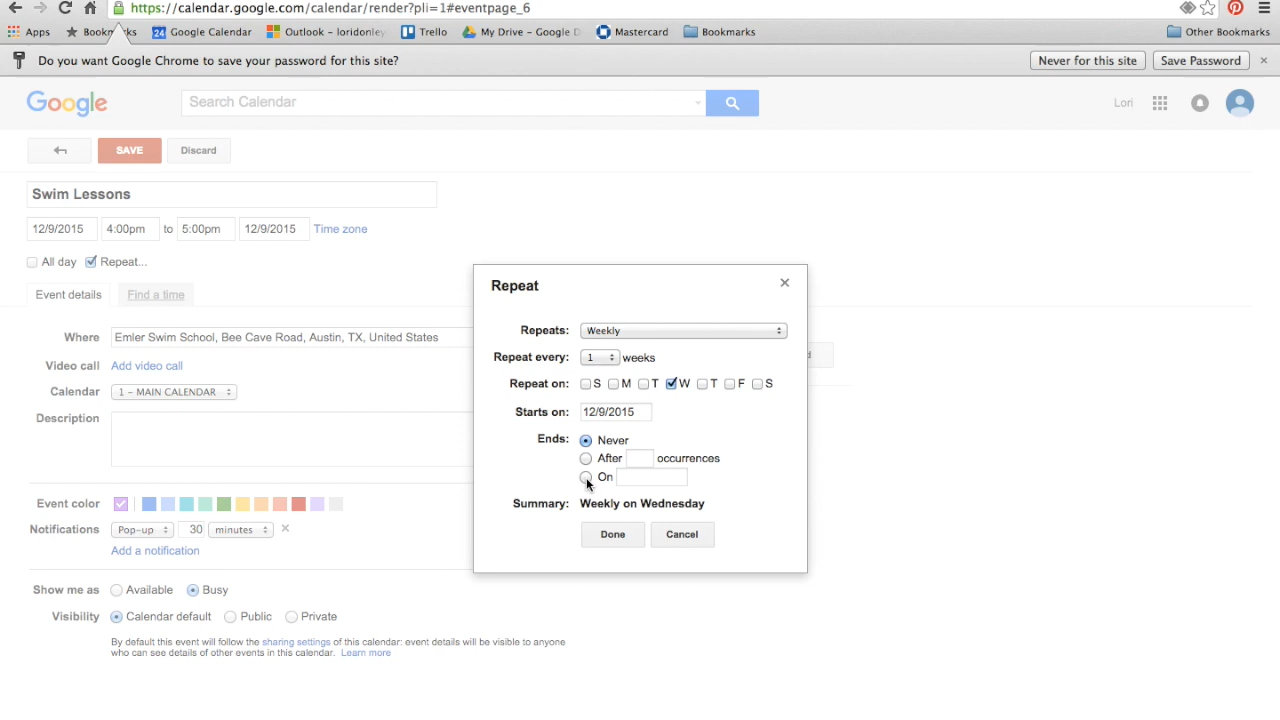 https://calendar.google.com/calendar/render?pli=1#eventpage_6
Apps Bookmarks 24 Google Calendar Outlook - loridonley Trello My Drive - Google D Mastercard Bookmarks Other Bookmarks
Do you want Google Chrome to save your password for this site? Never for this site Save Password
Google Search Calendar Lori
SAVE Discard
Swim Lessons
12/9/2015 4:00pm to 5:00pm 12/9/2015 Time zone
All day Repeat...
Event details Find a time
Where Emler Swim School, Bee Cave Road, Austin, TX, United States
Video call Add video call
Calendar 1 - MAIN CALENDAR
Description
Event color
Notifications Pop-up 30 minutes
Add a notification
Show me as Available Busy
Visibility Calendar default Public Private
By default this event will follow the sharing settings of this calendar: event details will be visible to anyone
who can see details of other events in this calendar. Learn more
Repeat
Repeats: Weekly
Repeat every: 1 weeks
Repeat on: S M T W T F S
Starts on: 12/9/2015
Ends: Never
After occurrences
On
Summary: Weekly on Wednesday
Done Cancel